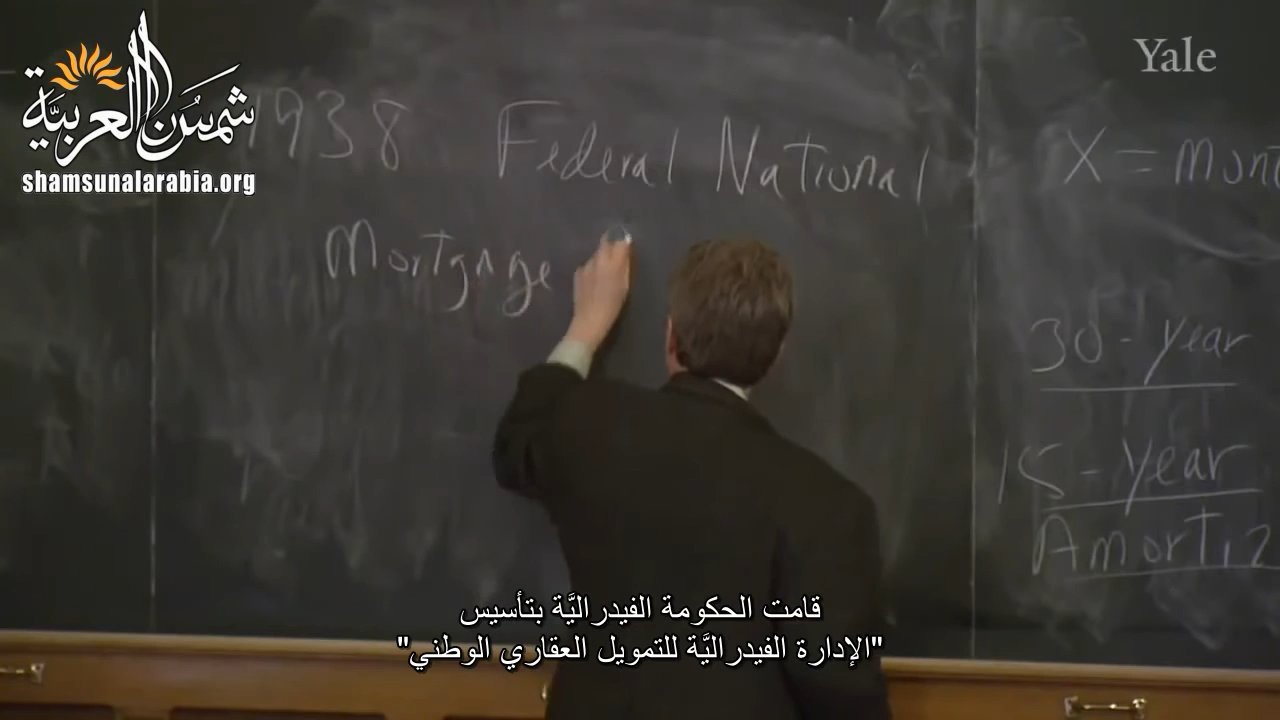 شمسُ العربيَّة
shamsunalarabia.org
Yale
1938 Federal National
Mortgage
X = mont
30-year
15-year
Amortiz
قامت الحكومة الفيدراليَّة بتأسيس
"الإدارة الفيدراليَّة للتمويل العقاري الوطني"